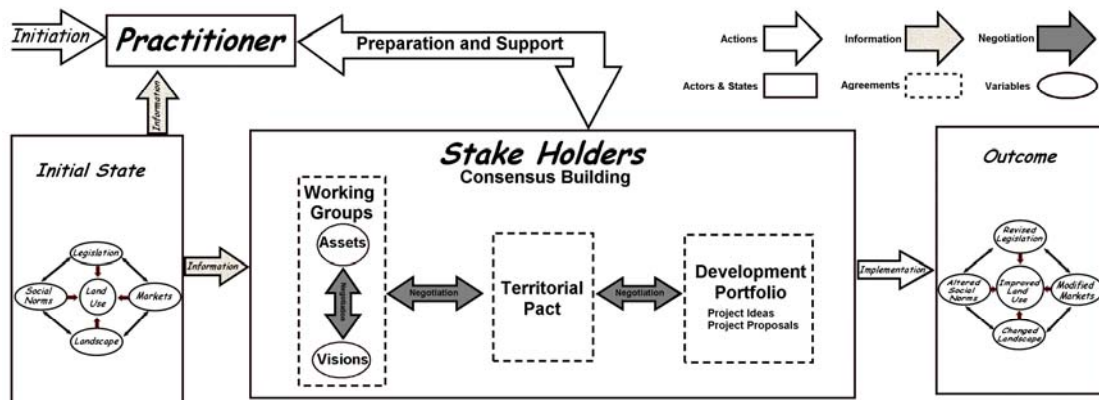 Initiation
Practitioner
Preparation and Support
Actions
Information
Negotiation
Actors & States
Agreements
Variables
Information
Initial State
Legislation
Social
Norms
Land
Use
Markets
Landscape
Information
Stake Holders
Consensus Building
Working
Groups
Assets
Negotiation
Visions
Negotiation
Territorial
Pact
Negotiation
Development
Portfolio
Project Ideas
Project Proposals
Implementation
Outcome
Revised
Legislation
Altered
Social
Norms
Improved
Land
Use
Modified
Markets
Changed
Landscape